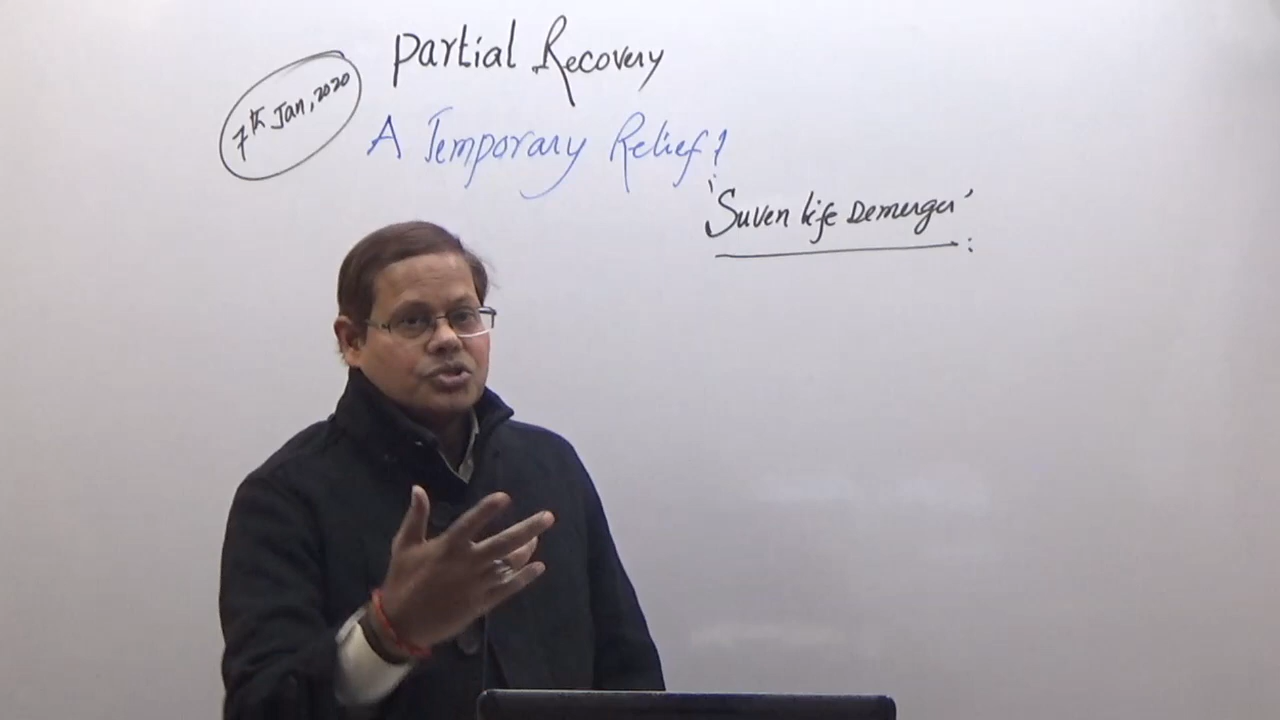 Partial Recovery
7th Jan, 2020
A Temporary Relief?
'Suven life Demerger' :